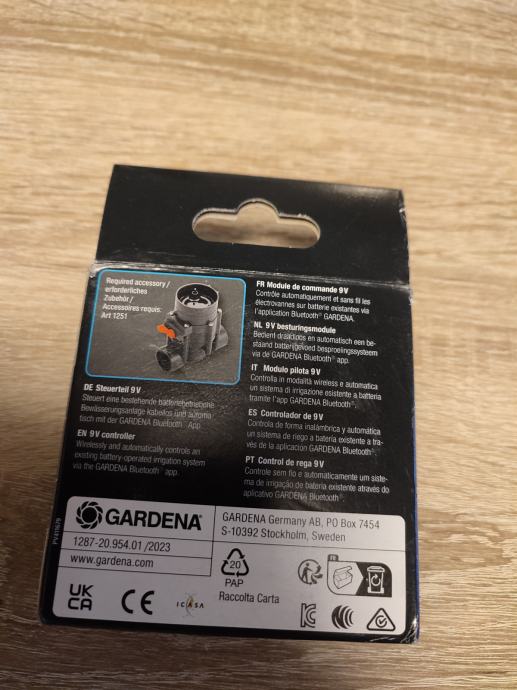 Required accessory /
erforderliches
Zubehör /
Accessoires requis:
Art 1251
DE Steuerteil 9 V
Steuert eine bestehende batteriebetriebene
Bewässerungsanlage kabellos und automa-
tisch mit der GARDENA Bluetooth® App
EN 9V controller
Wirelessly and automatically controls an
existing battery-operated irrigation system
via the GARDENA Bluetooth® app.
FR Module de commande 9 V
Contrôle automatiquement et sans fil les
électrovannes sur batterie existantes via
l'application Bluetooth® GARDENA.
NL 9 V besturingsmodule
Bedient draadloos en automatisch een be-
staand batterijgevoed besproeiingssysteem
via de GARDENA Bluetooth® app.
IT Modulo pilota 9 V
Controlla in modalità wireless e automatica
un sistema di irrigazione esistente a batteria
tramite l'app GARDENA Bluetooth®.
ES Controlador de 9 V
Controla de forma inalámbrica y automática
un sistema de riego a batería existente a tra-
vés de la aplicación GARDENA Bluetooth®.
PT Control de rega 9 V
Controle sem fio e automaticamente um siste-
ma de irrigação de bateria existente através do
aplicativo GARDENA Bluetooth®.
GARDENA®
1287-20.954.01 /2023
www.gardena.com
GARDENA Germany AB, PO Box 7454
S-10392 Stockholm, Sweden
UK
CA
CE
ICASA
20
PAP
Raccolta Carta
FR